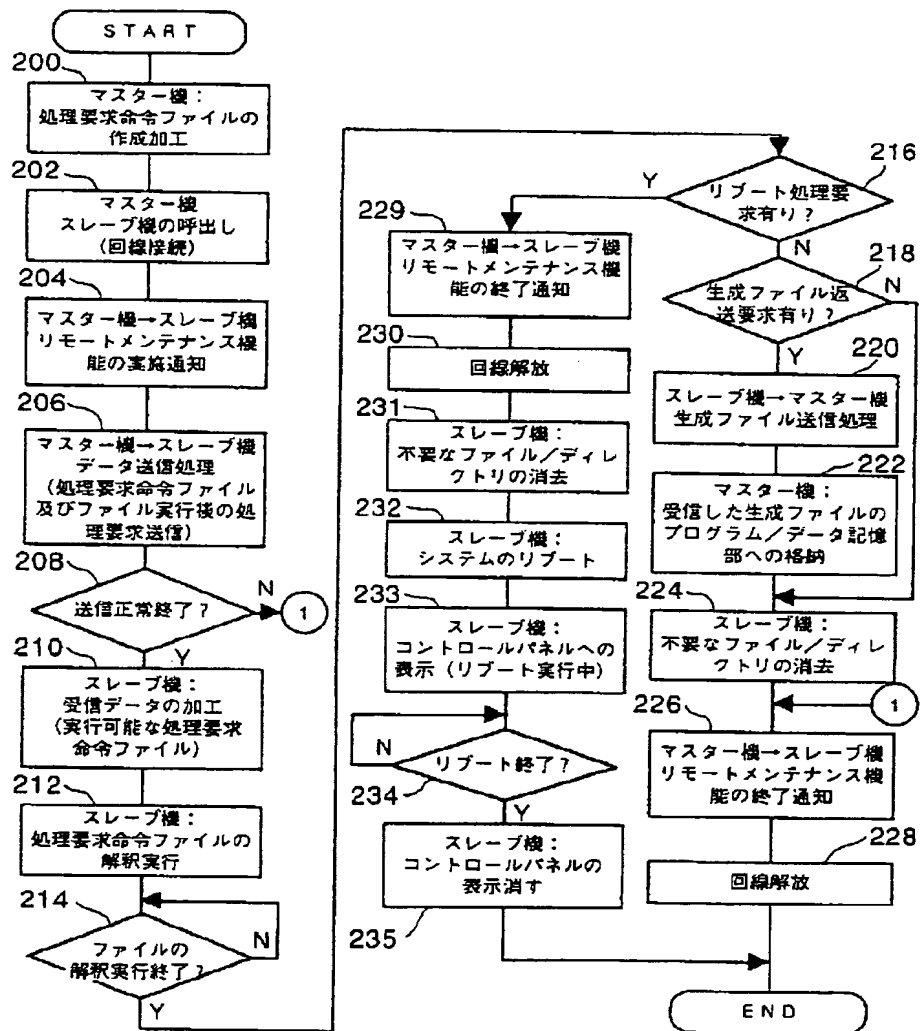 START
200
マスター機：
処理要求命令ファイルの
作成加工
202
マスター機
スレーブ機の呼出し
(回線接続)
204
マスター機→スレーブ機
リモートメンテナンス機
能の実施通知
206
マスター機→スレーブ機
データ送信処理
(処理要求命令ファイル
及びファイル実行後の処
理要求送信)
208
送信正常終了？
N
1
Y
210
スレーブ機：
受信データの加工
(実行可能な処理要求
命令ファイル)
212
スレーブ機：
処理要求命令ファイルの
解釈実行
214
ファイルの
解釈実行終了？
N
Y
216
リブート処理要
求有り？
Y
N
229
マスター機→スレーブ機
リモートメンテナンス機
能の終了通知
230
回線解放
231
スレーブ機：
不要なファイル／ディレ
クトリの消去
232
スレーブ機：
システムのリブート
233
スレーブ機：
コントロールパネルへの
表示（リブート実行中）
N
リブート終了？
234
Y
スレーブ機：
コントロールパネルの
表示消す
235
218
生成ファイル返
送要求有り？
N
Y
220
スレーブ機→マスター機
生成ファイル送信処理
222
マスター機：
受信した生成ファイルの
プログラム／データ記憶
部への格納
224
スレーブ機：
不要なファイル／ディレ
クトリの消去
1
226
マスター機→スレーブ機
リモートメンテナンス機
能の終了通知
228
回線解放
END